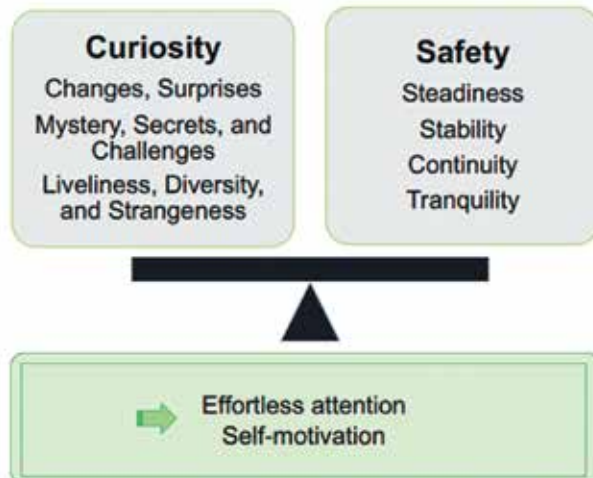 Curiosity
Changes, Surprises
Mystery, Secrets, and
Challenges
Liveliness, Diversity,
and Strangeness
Safety
Steadiness
Stability
Continuity
Tranquility
Effortless attention
Self-motivation